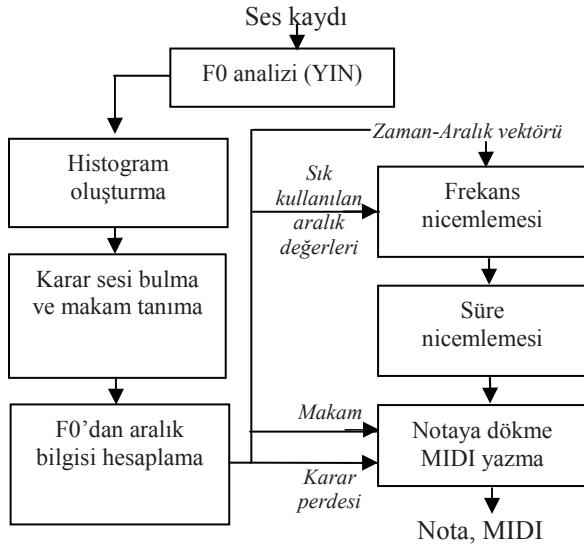 Ses kaydı
F0 analizi (YIN)
Histogram
oluşturma
Karar sesi bulma
ve makam tanıma
F0’dan aralık
bilgisi hesaplama
Zaman-Aralık vektörü
Sık
kullanılan
aralık
değerleri
Frekans
nicemlemesi
Süre
nicemlemesi
Makam
Karar
perdesi
Notaya dökme
MIDI yazma
Nota, MIDI